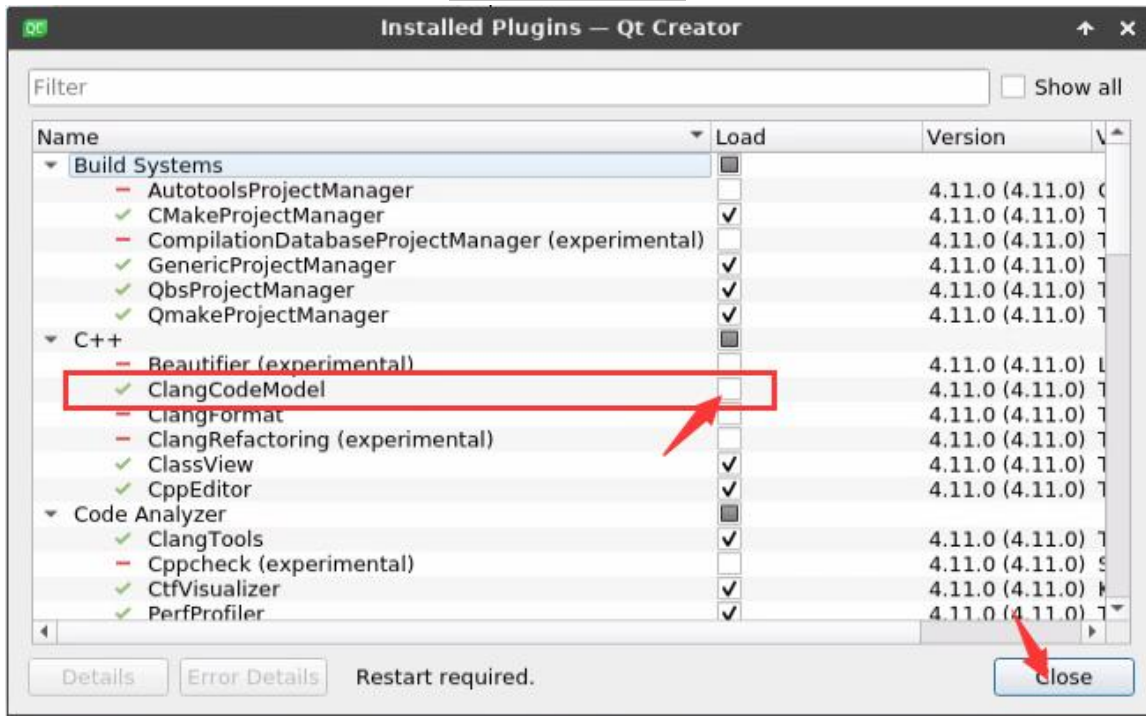 QC Installed Plugins — Qt Creator
Filter Show all
Name Load Version
Build Systems
AutotoolsProjectManager 4.11.0 (4.11.0)
CMakeProjectManager 4.11.0 (4.11.0) T
CompilationDatabaseProjectManager (experimental) 4.11.0 (4.11.0) T
GenericProjectManager 4.11.0 (4.11.0) T
QbsProjectManager 4.11.0 (4.11.0) T
QmakeProjectManager 4.11.0 (4.11.0) T
C++
Beautifier (experimental) 4.11.0 (4.11.0) L
ClangCodeModel 4.11.0 (4.11.0) T
ClangFormat 4.11.0 (4.11.0) T
ClangRefactoring (experimental) 4.11.0 (4.11.0) T
ClassView 4.11.0 (4.11.0) T
CppEditor 4.11.0 (4.11.0) T
Code Analyzer
ClangTools 4.11.0 (4.11.0) T
Cppcheck (experimental) 4.11.0 (4.11.0) S
CtfVisualizer 4.11.0 (4.11.0) K
PerfProfiler 4.11.0 (4.11.0) T
Details Error Details Restart required. Close